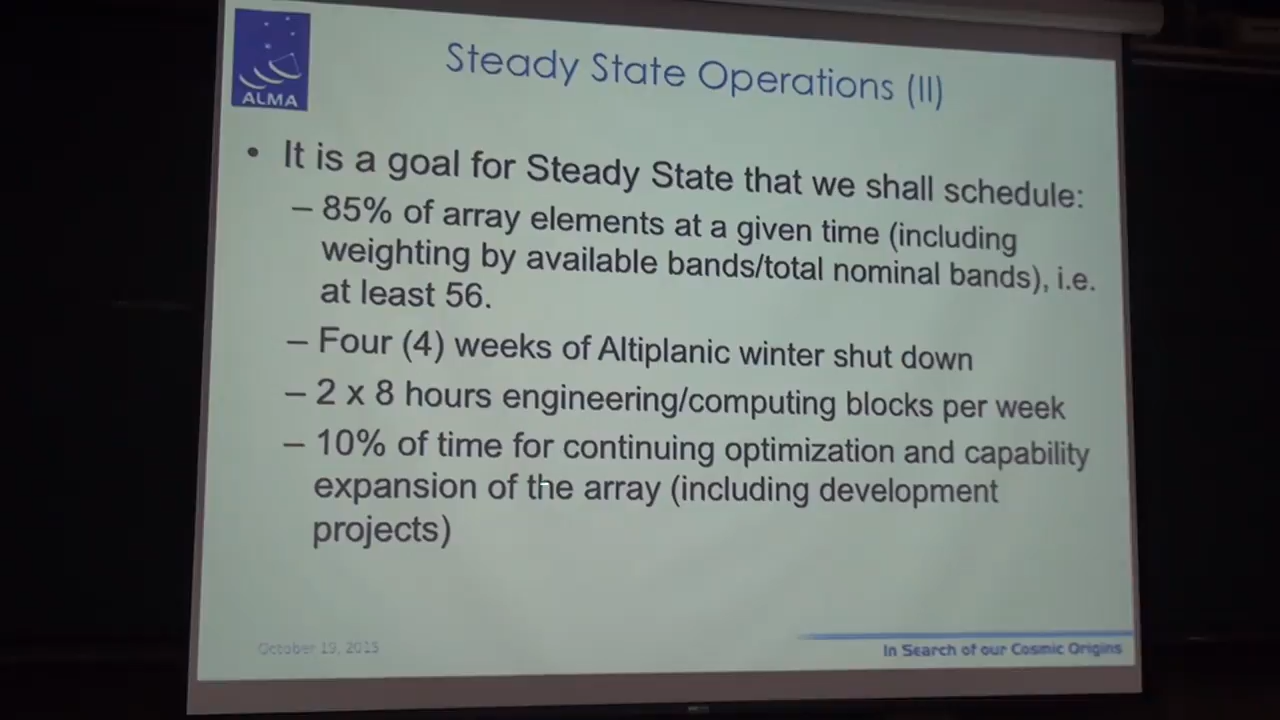 ALMA
Steady State Operations (II)
• It is a goal for Steady State that we shall schedule:
– 85% of array elements at a given time (including
weighting by available bands/total nominal bands), i.e.
at least 56.
– Four (4) weeks of Altiplanic winter shut down
– 2 x 8 hours engineering/computing blocks per week
– 10% of time for continuing optimization and capability
expansion of the array (including development
projects)
October 19, 2015
In Search of our Cosmic Origins